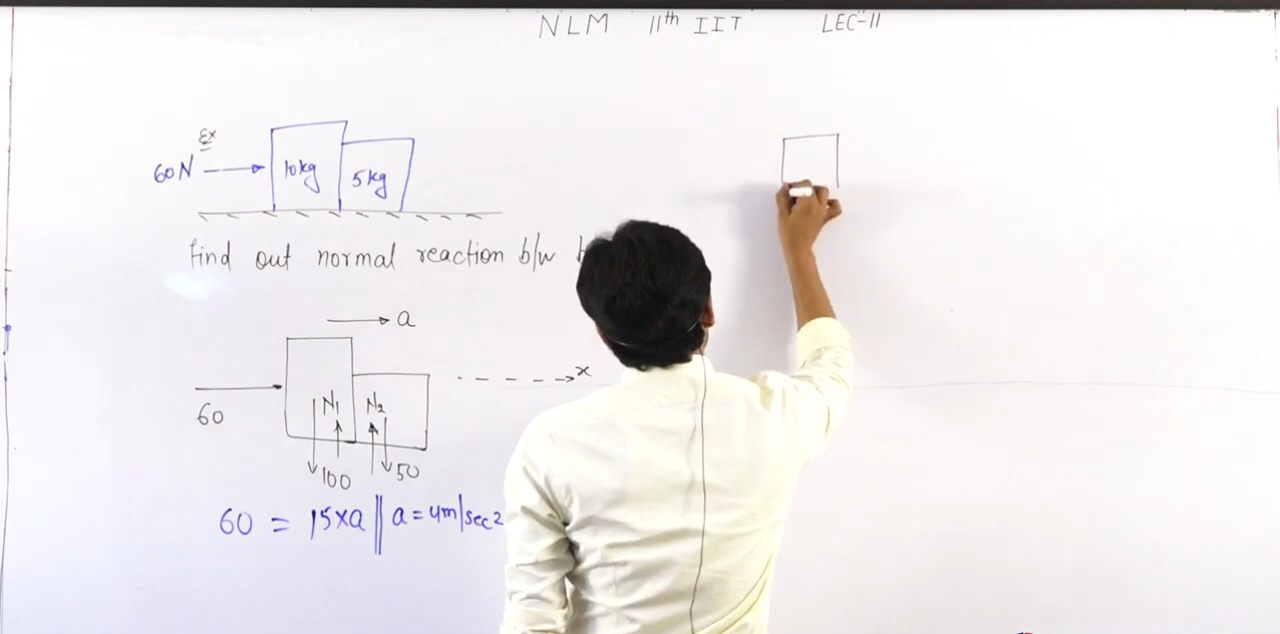 NLM 11th IIT LEC-11
Ex
60N
10kg
5kg
find out normal reaction b/w
a
x
60
N1 N2
100 50
60 = 15xa || a = 4m/sec2